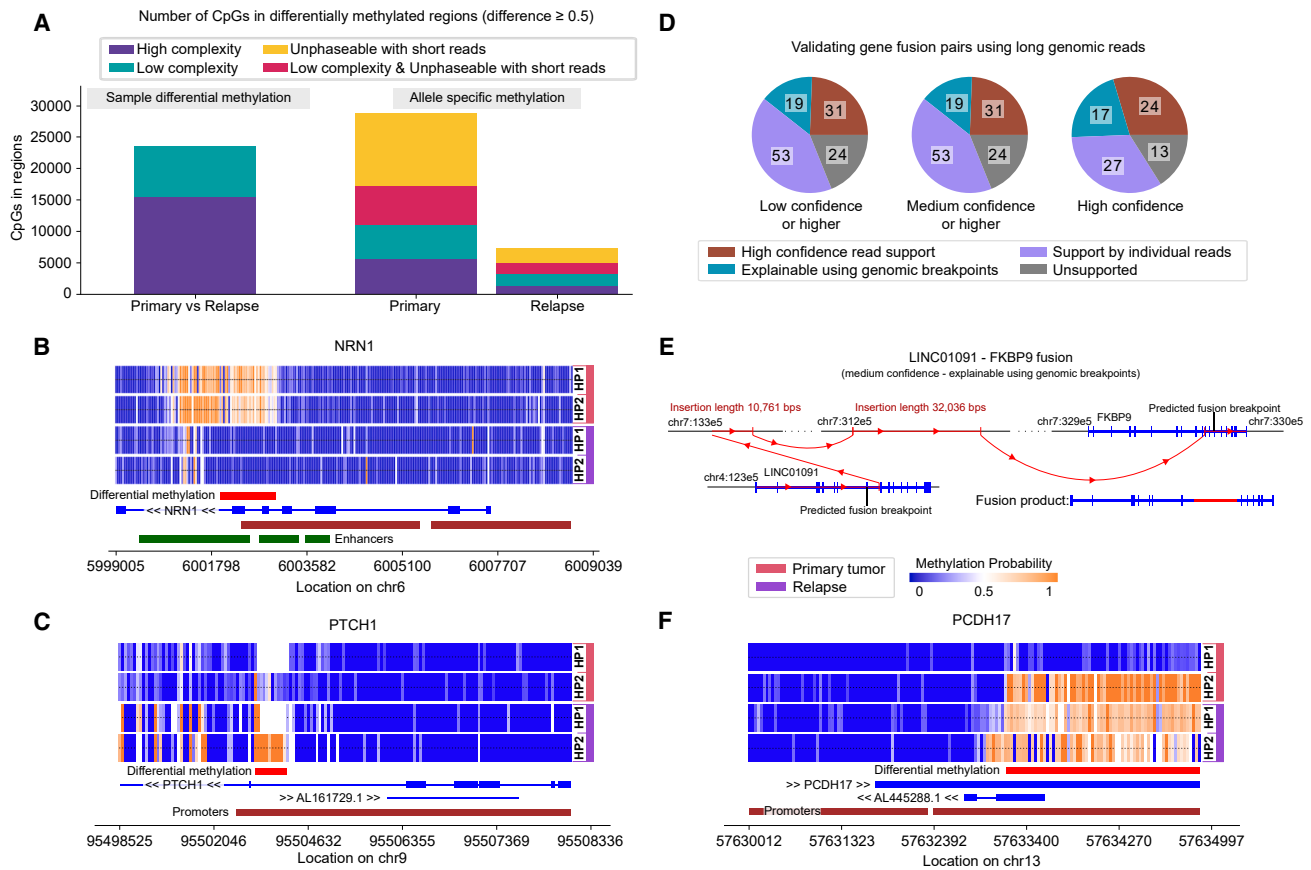 A
Number of CpGs in differentially methylated regions (difference ≥ 0.5)
High complexity
Unphaseable with short reads
Low complexity
Low complexity & Unphaseable with short reads
Sample differential methylation
Allele specific methylation
CpGs in regions
30000
25000
20000
15000
10000
5000
0
Primary vs Relapse
Primary
Relapse
B
NRN1
HP1
HP2
HP1
HP2
Differential methylation
<< NRN1 <<
Enhancers
5999005
6001798
6003582
6005100
6007707
6009039
Location on chr6
C
PTCH1
HP1
HP2
HP1
HP2
Differential methylation
<< PTCH1 <<
>> AL161729.1 >>
Promoters
95498525
95502046
95504632
95506355
95507369
95508336
Location on chr9
D
Validating gene fusion pairs using long genomic reads
19
31
53
24
19
31
53
24
17
24
27
13
Low confidence
or higher
Medium confidence
or higher
High confidence
High confidence read support
Support by individual reads
Explainable using genomic breakpoints
Unsupported
E
LINC01091 - FKBP9 fusion
(medium confidence - explainable using genomic breakpoints)
Insertion length 10,761 bps
Insertion length 32,036 bps
Predicted fusion breakpoint
chr7:133e5
chr7:312e5
chr7:329e5
FKBP9
chr7:330e5
chr4:123e5
LINC01091
Predicted fusion breakpoint
Fusion product:
Primary tumor
Relapse
Methylation Probability
0
0.5
1
F
PCDH17
HP1
HP2
HP1
HP2
Differential methylation
>> PCDH17 >>
<< AL445288.1 <<
Promoters
57630012
57631323
57632392
57633400
57634270
57634997
Location on chr13